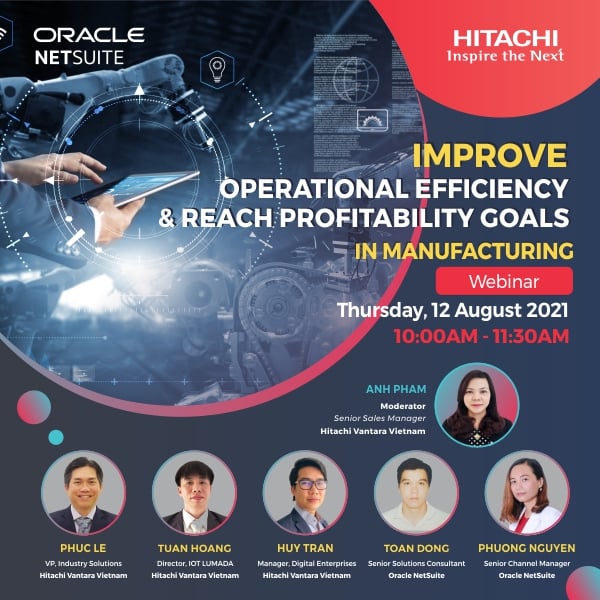 ORACLE
NETSUITE
HITACHI
Inspire the Next
IMPROVE
OPERATIONAL EFFICIENCY
& REACH PROFITABILITY GOALS
IN MANUFACTURING
Webinar
Thursday, 12 August 2021
10:00AM - 11:30AM
ANH PHAM
Moderator
Senior Sales Manager
Hitachi Vantara Vietnam
PHUC LE
VP, Industry Solutions
Hitachi Vantara Vietnam
TUAN HOANG
Director, IOT LUMADA
Hitachi Vantara Vietnam
HUY TRAN
Manager, Digital Enterprises
Hitachi Vantara Vietnam
TOAN DONG
Senior Solutions Consultant
Oracle NetSuite
PHUONG NGUYEN
Senior Channel Manager
Oracle NetSuite